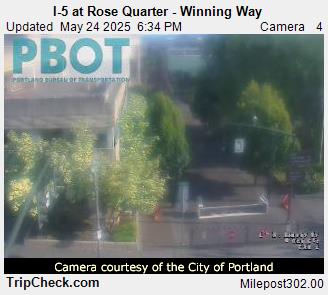 I-5 at Rose Quarter - Winning Way
Updated May 24 2025 6:34 PM Camera 4
PBOT
PORTLAND BUREAU OF TRANSPORTATION
Camera courtesy of the City of Portland
TripCheck.com Milepost302.00